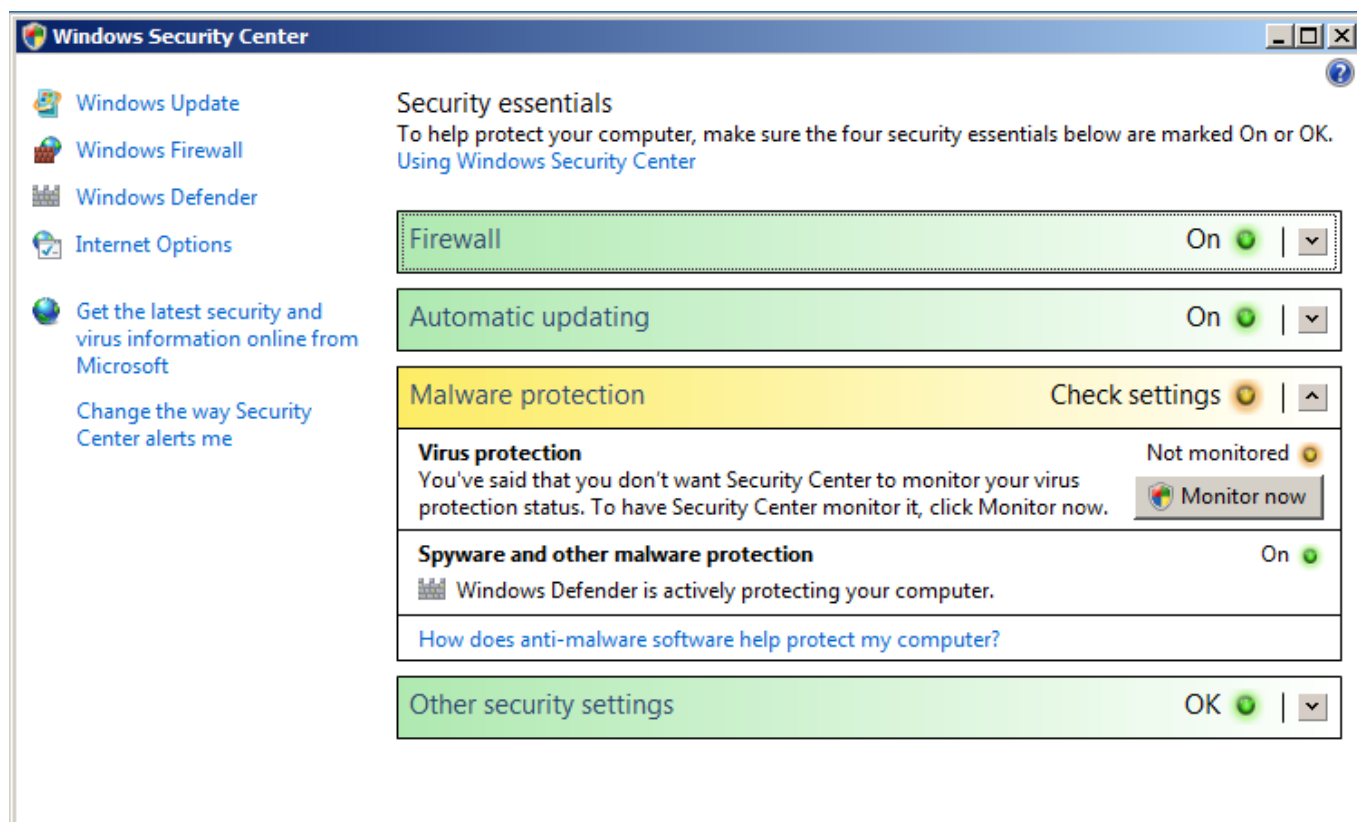 Windows Security Center
Windows Update
Windows Firewall
Windows Defender
Internet Options
Get the latest security and
virus information online from
Microsoft
Change the way Security
Center alerts me
Security essentials
To help protect your computer, make sure the four security essentials below are marked On or OK.
Using Windows Security Center
Firewall On
Automatic updating On
Malware protection Check settings
Virus protection Not monitored
You've said that you don't want Security Center to monitor your virus
protection status. To have Security Center monitor it, click Monitor now.
Monitor now
Spyware and other malware protection On
Windows Defender is actively protecting your computer.
How does anti-malware software help protect my computer?
Other security settings OK